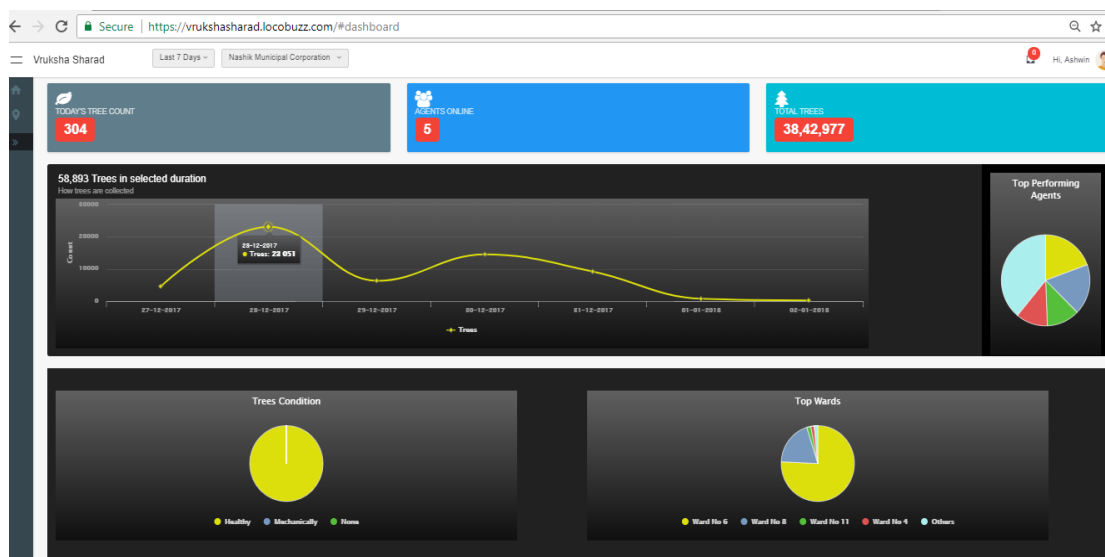 Secure | https://vrukshasharad.locobuzz.com/#dashboard
Vruksha Sharad Last 7 Days Nashik Municipal Corporation 0 Hi, Ashwin
TODAY'S TREE COUNT
304
AGENTS ONLINE
5
TOTAL TREES
38,42,977
58,893 Trees in selected duration
How trees are collected
Count
30000
20000
10000
0
28-12-2017
Trees: 23 051
27-12-2017 28-12-2017 29-12-2017 30-12-2017 31-12-2017 01-01-2018 02-01-2018
Trees
Top Performing
Agents
Trees Condition
Healthy Mechanically None
Top Wards
Ward No 6 Ward No 8 Ward No 11 Ward No 4 Others